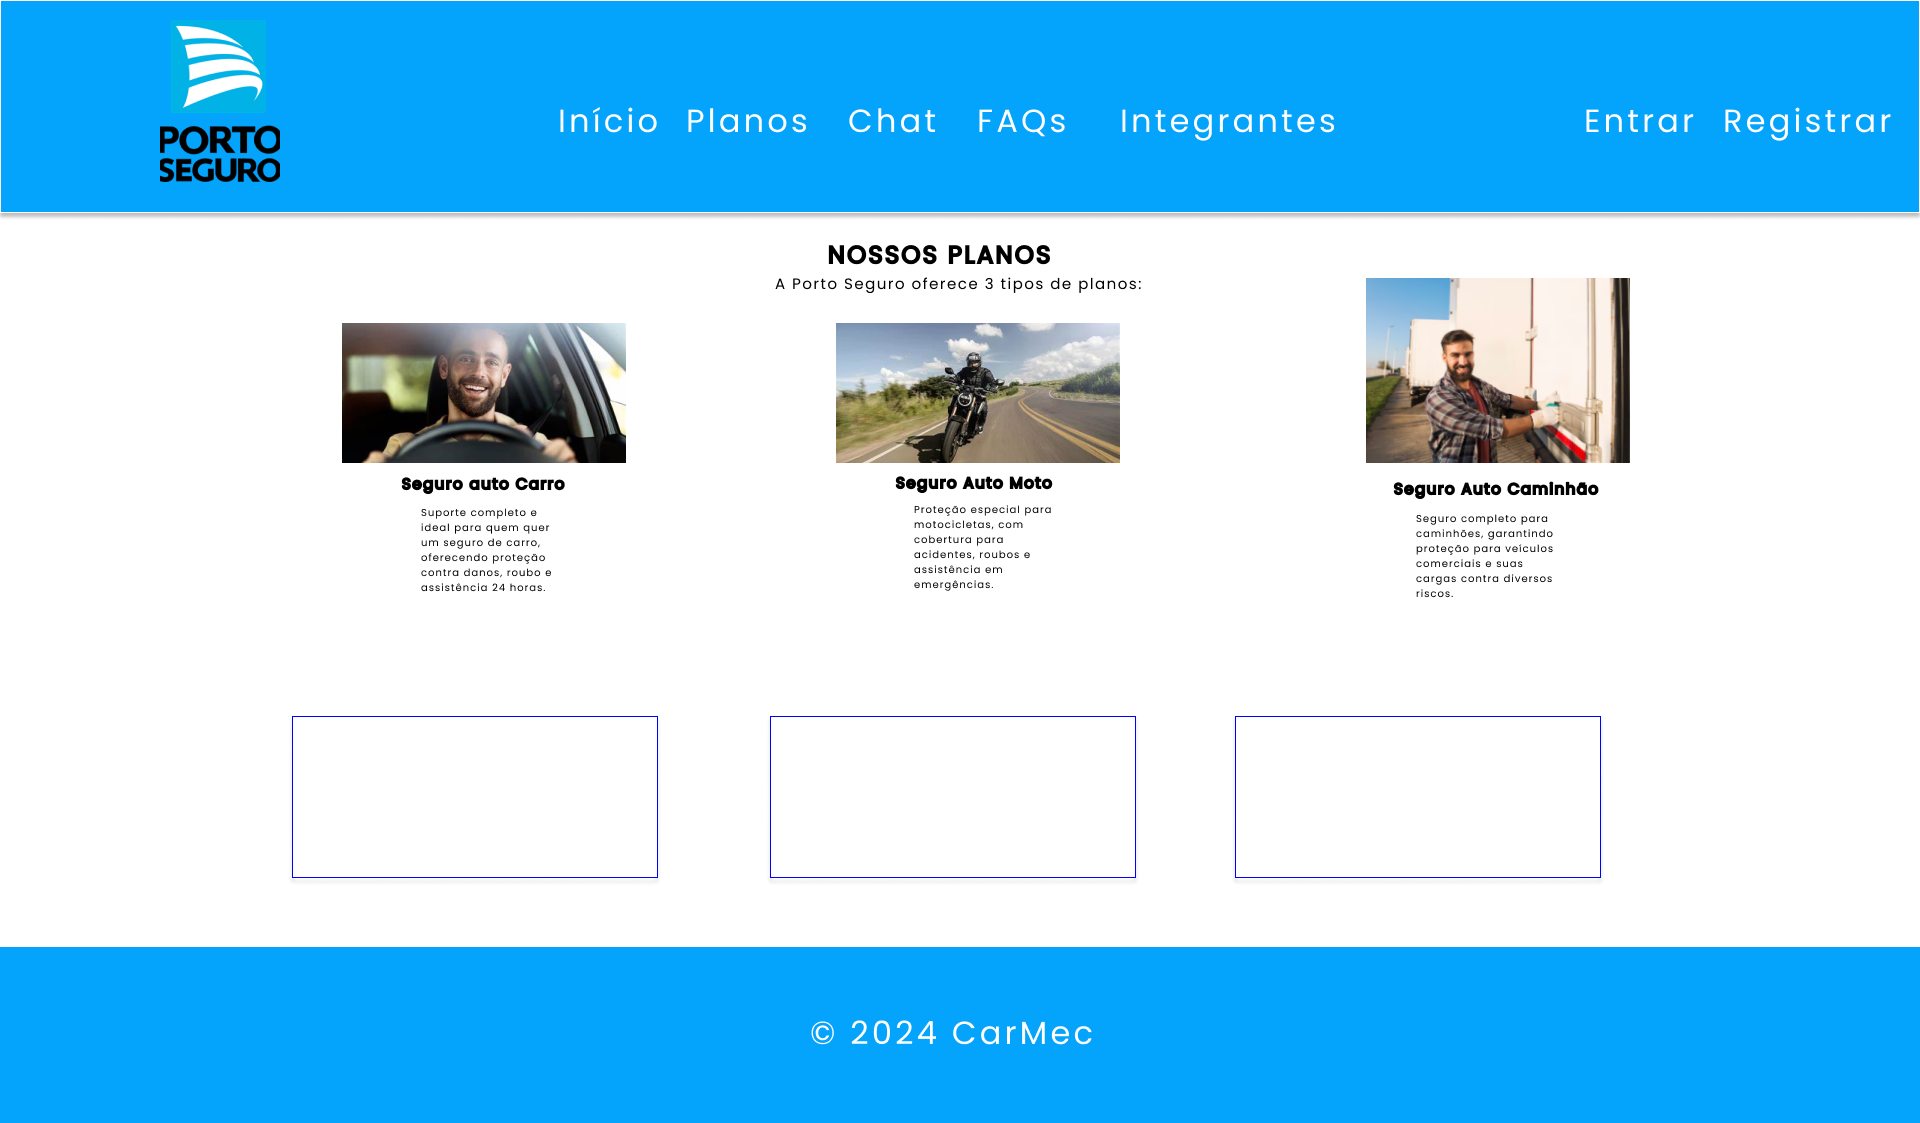 PORTO
SEGURO
Início Planos Chat FAQs Integrantes Entrar Registrar
NOSSOS PLANOS
A Porto Seguro oferece 3 tipos de planos:
Seguro auto Carro
Suporte completo e
ideal para quem quer
um seguro de carro,
oferecendo proteção
contra danos, roubo e
assistência 24 horas.
Seguro Auto Moto
Proteção especial para
motocicletas, com
cobertura para
acidentes, roubos e
assistência em
emergências.
Seguro Auto Caminhão
Seguro completo para
caminhões, garantindo
proteção para veículos
comerciais e suas
cargas contra diversos
riscos.
© 2024 CarMec